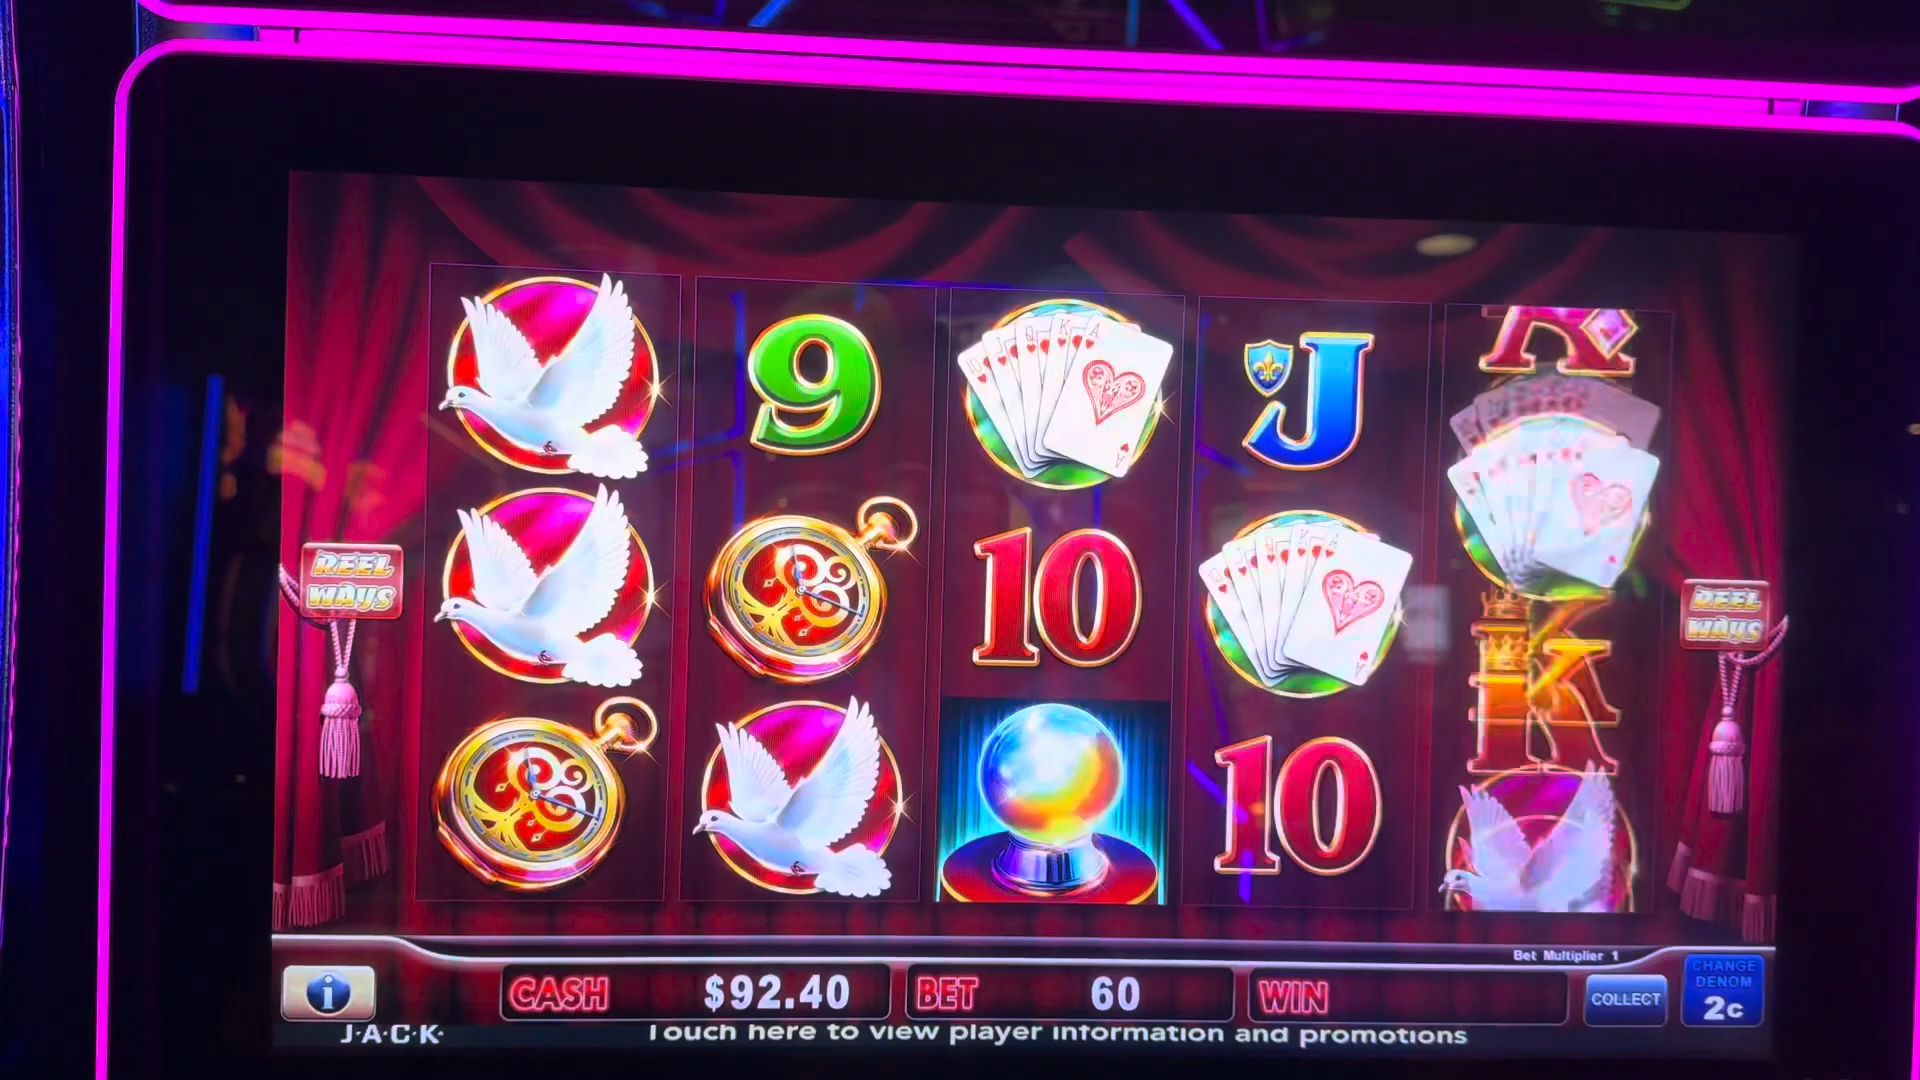 9
J
REEL
WAYS
10
K
REEL
WAYS
10
Bet Multiplier 1
i
CASH $92.40
BET 60
WIN
COLLECT
CHANGE
DENOM
2c
J·A·C·K·
Touch here to view player information and promotions